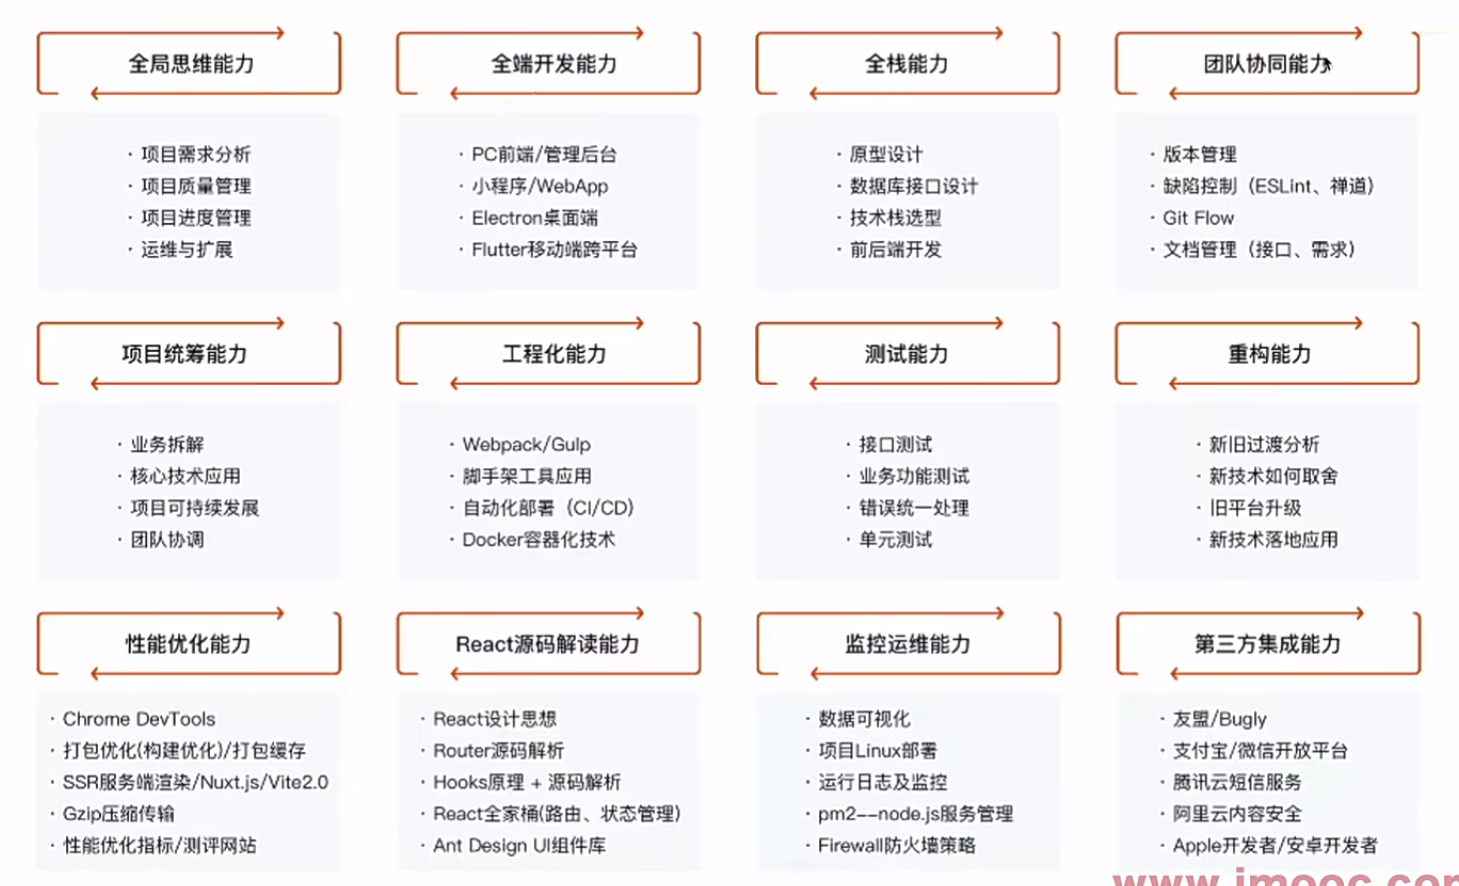 全局思维能力
· 项目需求分析
· 项目质量管理
· 项目进度管理
· 运维与扩展
全端开发能力
· PC前端/管理后台
· 小程序/WebApp
· Electron桌面端
· Flutter移动端跨平台
全栈能力
· 原型设计
· 数据库接口设计
· 技术栈选型
· 前后端开发
团队协同能力
· 版本管理
· 缺陷控制（ESLint、禅道）
· Git Flow
· 文档管理（接口、需求）
项目统筹能力
· 业务拆解
· 核心技术应用
· 项目可持续发展
· 团队协调
工程化能力
· Webpack/Gulp
· 脚手架工具应用
· 自动化部署（CI/CD）
· Docker容器化技术
测试能力
· 接口测试
· 业务功能测试
· 错误统一处理
· 单元测试
重构能力
· 新旧过渡分析
· 新技术如何取舍
· 旧平台升级
· 新技术落地应用
性能优化能力
· Chrome DevTools
· 打包优化(构建优化)/打包缓存
· SSR服务端渲染/Nuxt.js/Vite2.0
· Gzip压缩传输
· 性能优化指标/测评网站
React源码解读能力
· React设计思想
· Router源码解析
· Hooks原理 + 源码解析
· React全家桶(路由、状态管理)
· Ant Design UI组件库
监控运维能力
· 数据可视化
· 项目Linux部署
· 运行日志及监控
· pm2--node.js服务管理
· Firewall防火墙策略
第三方集成能力
· 友盟/Bugly
· 支付宝/微信开放平台
· 腾讯云短信服务
· 阿里云内容安全
· Apple开发者/安卓开发者
www.imooc.com